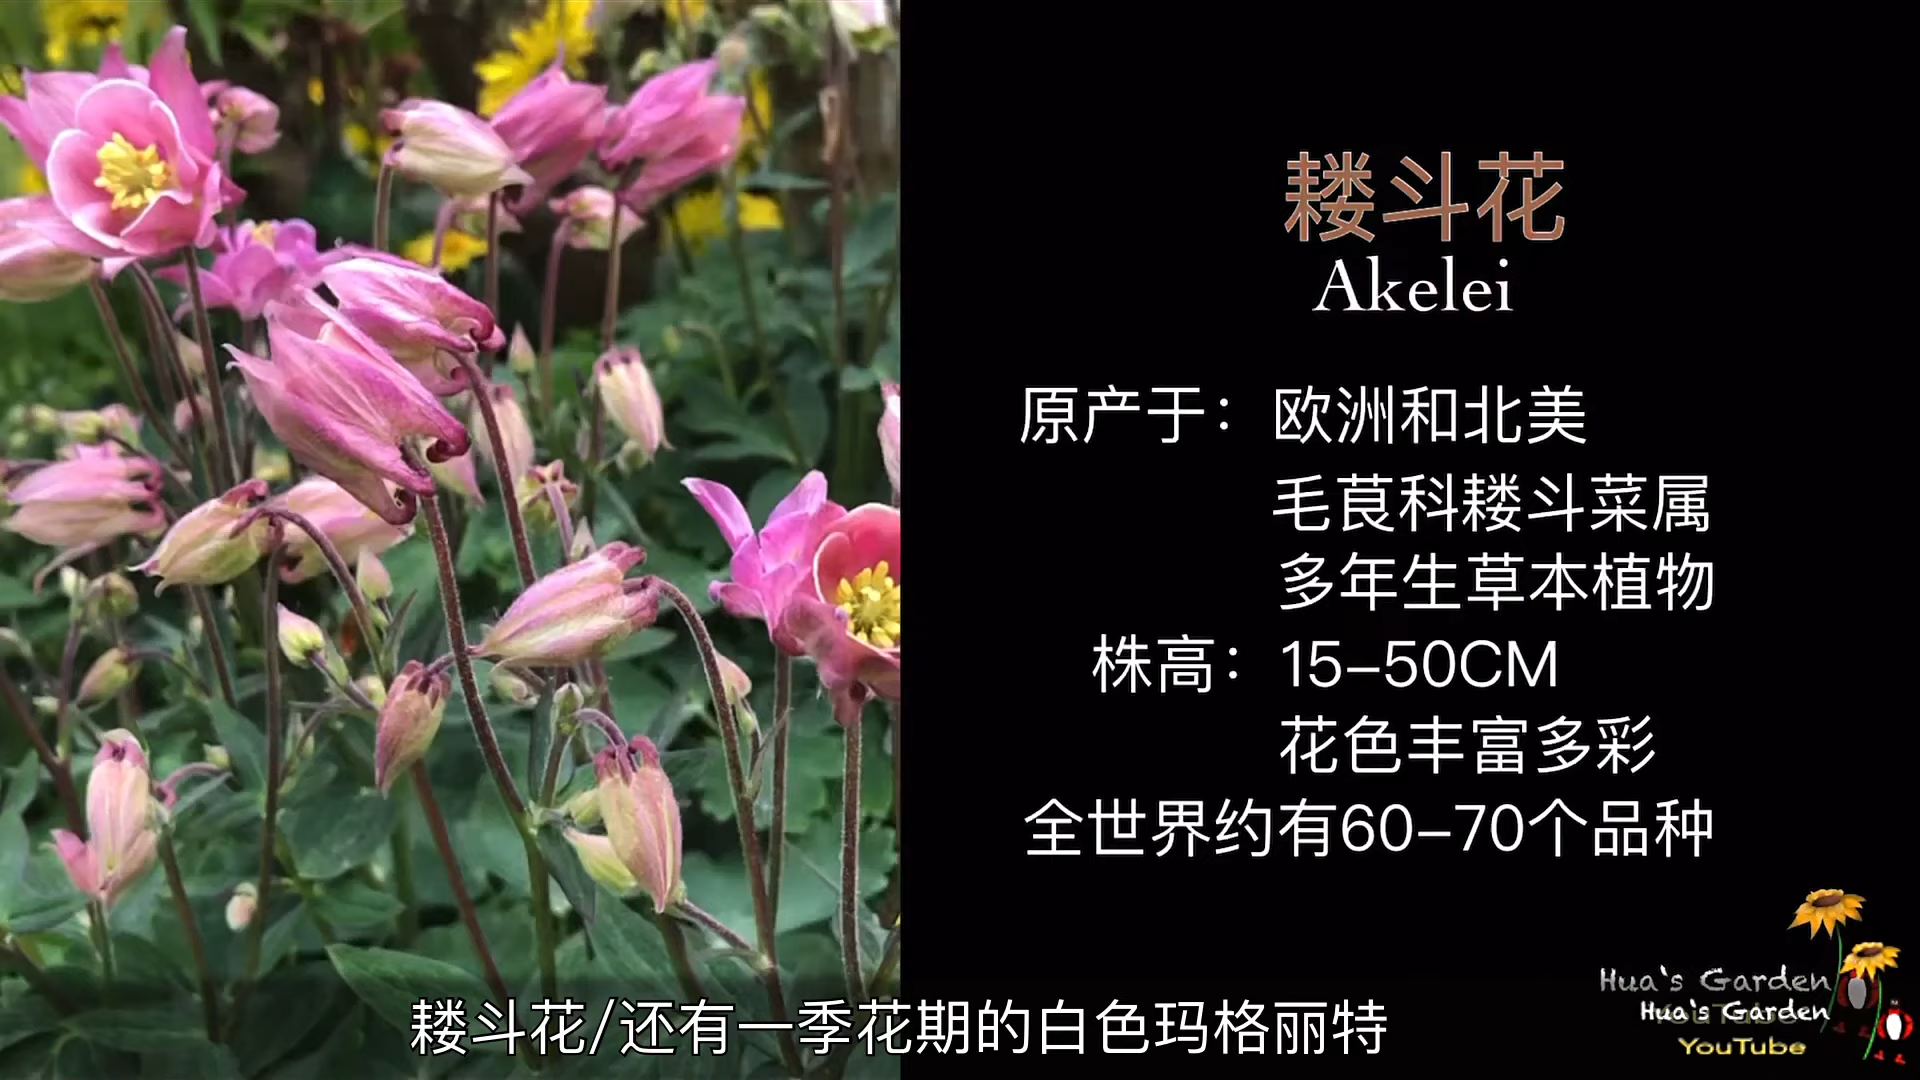 耧斗花
Akelei
原产于：欧洲和北美
毛茛科耧斗菜属
多年生草本植物
株高：15-50CM
花色丰富多彩
全世界约有60-70个品种
耧斗花/还有一季花期的白色玛格丽特
Hua's Garden
Hua's Garden
YouTube
YouTube